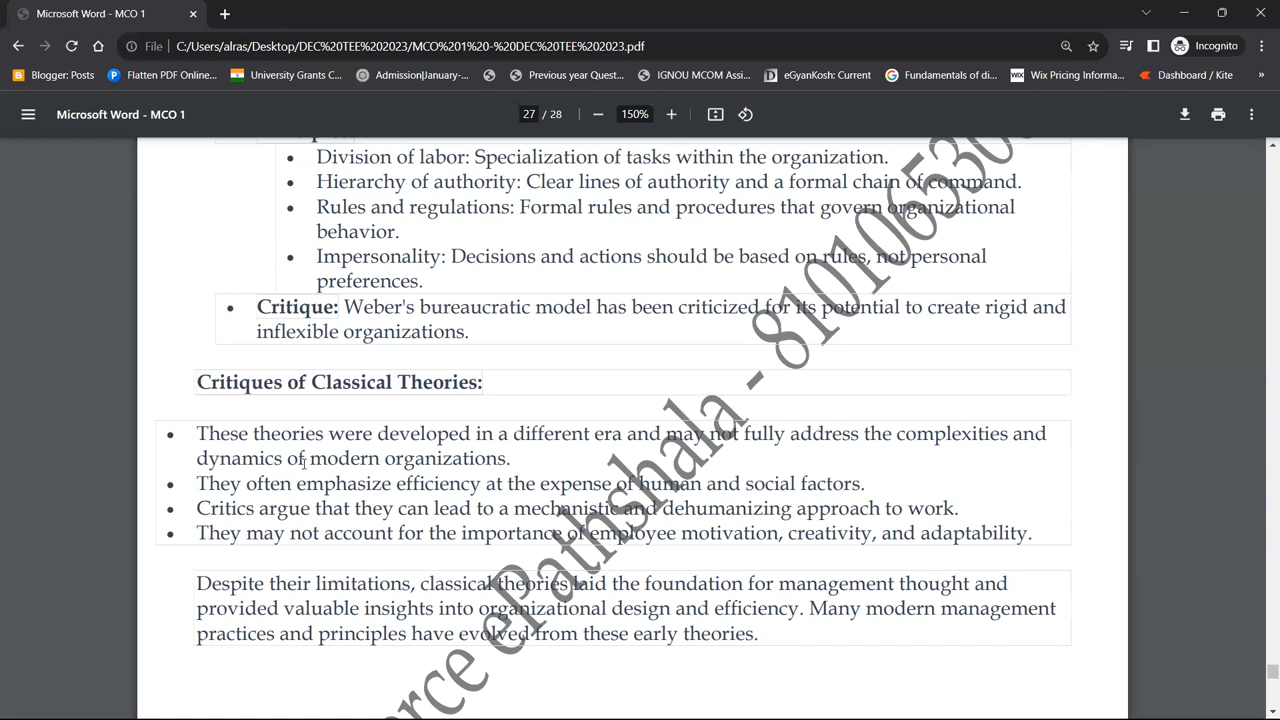 Microsoft Word - MCO 1
File C:/Users/alras/Desktop/DEC%20TEE%202023/MCO%201%20-%20DEC%20TEE%202023.pdf
Incognito
Blogger: Posts
Flatten PDF Online...
University Grants C...
Admission|January-...
Previous year Quest...
IGNOU MCOM Assi...
eGyanKosh: Current
Fundamentals of di...
Wix Pricing Informa...
Dashboard / Kite
»
Microsoft Word - MCO 1
27 / 28
150%
• Division of labor: Specialization of tasks within the organization.
• Hierarchy of authority: Clear lines of authority and a formal chain of command.
• Rules and regulations: Formal rules and procedures that govern organizational
behavior.
• Impersonality: Decisions and actions should be based on rules, not personal
preferences.
• Critique: Weber's bureaucratic model has been criticized for its potential to create rigid and
inflexible organizations.
Critiques of Classical Theories:
• These theories were developed in a different era and may not fully address the complexities and
dynamics of modern organizations.
• They often emphasize efficiency at the expense of human and social factors.
• Critics argue that they can lead to a mechanistic and dehumanizing approach to work.
• They may not account for the importance of employee motivation, creativity, and adaptability.
Despite their limitations, classical theories laid the foundation for management thought and
provided valuable insights into organizational design and efficiency. Many modern management
practices and principles have evolved from these early theories.
ePathshala -